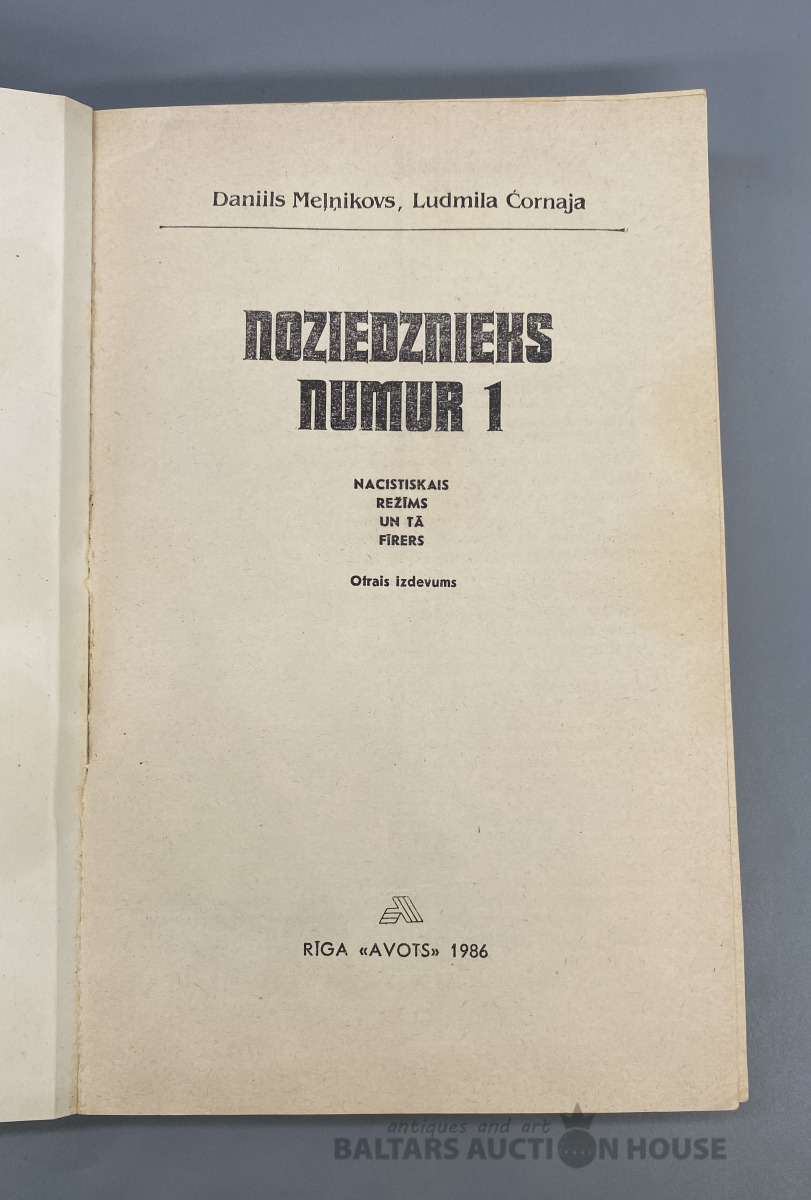 Daniils Meļņikovs, Ludmila Čornaja
NOZIEDZNIEKS
NUMUR 1
NACISTISKAIS
REŽĪMS
UN TĀ
FĪRERS
Otrais izdevums
RĪGA «AVOTS» 1986
antiques and art
BALTARS AUCTION HOUSE